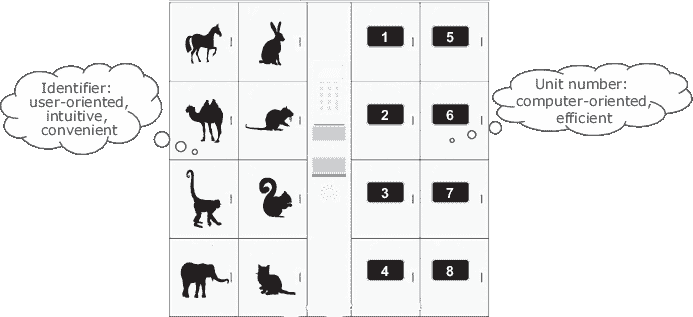 Identifier:
user-oriented,
intuitive,
convenient
1
5
2
6
3
7
4
8
Unit number:
computer-oriented,
efficient